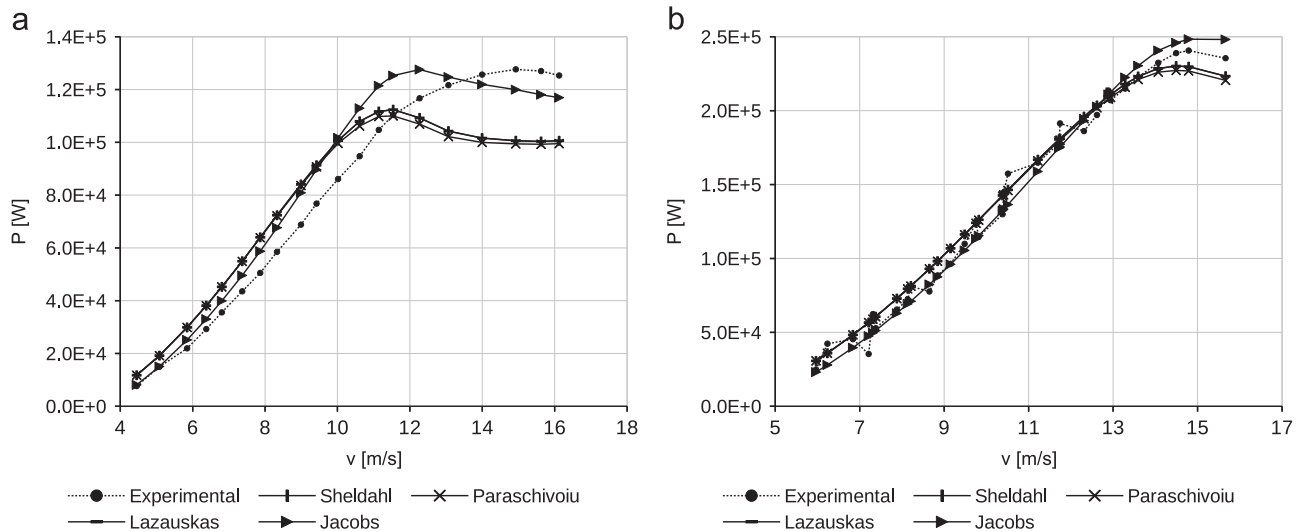 a
1.4E+5
1.2E+5
1.0E+5
8.0E+4
6.0E+4
4.0E+4
2.0E+4
0.0E+0
P [W]
4 6 8 10 12 14 16 18
v [m/s]
Experimental Sheldahl Paraschivoiu
Lazauskas Jacobs
b
2.5E+5
2.0E+5
1.5E+5
1.0E+5
5.0E+4
0.0E+0
P [W]
5 7 9 11 13 15 17
v [m/s]
Experimental Sheldahl Paraschivoiu
Lazauskas Jacobs